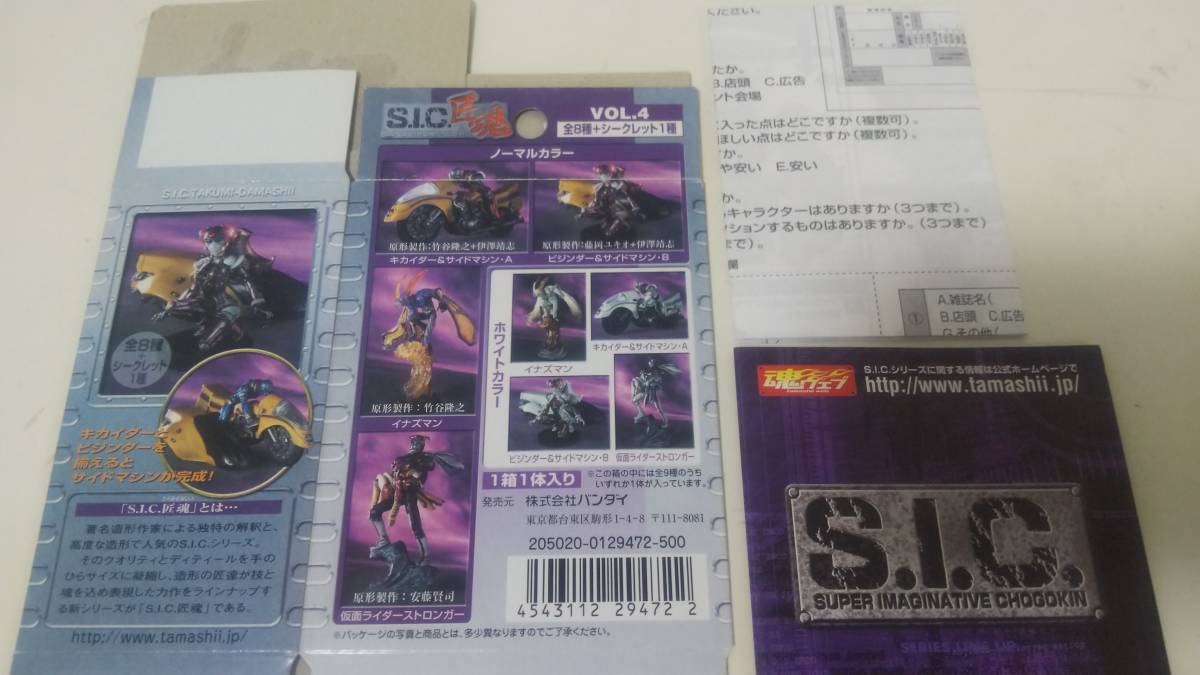 S.I.C.TAKUMI-DAMASHII
全8種
+
シークレット
1種
キカイダーと
ビジンダーを
揃えると
サイドマシンが完成!
「S.I.C.匠魂」とは…
著名造形作家による独特の解釈と、
高度な造形で人気のS.I.C.シリーズ。
そのクオリティとディティールを手の
ひらサイズに凝縮し、造形の匠達が技と
魂を込め表現した力作をラインナップす
る新シリーズが「S.I.C.匠魂」である。
http://www.tamashii.jp/
S.I.C.匠魂
VOL.4
全8種+シークレット1種
ノーマルカラー
原形製作:竹谷隆之+伊澤靖志
キカイダー&サイドマシン・A
原形製作:藤岡ユキオ+伊澤靖志
ビジンダー&サイドマシン・B
原形製作:竹谷隆之
イナズマン
原形製作:安藤賢司
仮面ライダーストロンガー
ホワイトカラー
イナズマン
キカイダー&サイドマシン・A
ビジンダー&サイドマシン・B
仮面ライダーストロンガー
1箱1体入り
※この箱の中には全9種のうち
いずれか1体が入っています。
発売元 株式会社バンダイ
東京都台東区駒形1-4-8 〒111-8081
205020-0129472-500
4543112 29472 2
※パッケージの写真と商品とは、多少異なりますのでご了承ください。
ください。
たか。
B.店頭 C.広告
ント会場
入った点はどこですか(複数可)。
ほしい点はどこですか(複数可)。
か。
や安い E.安い
か。
キャラクターはありますか(3つまで)。
ションするものはありますか。(3つまで)
まで)。
欄
①
A.雑誌名(
B.店頭 C.広告
G.その他(
魂ウェブ
S.I.C.シリーズに関する情報は公式ホームページで
http://www.tamashii.jp/
S.I.C.
SUPER IMAGINATIVE CHOGOKIN
SERIES LINE UP